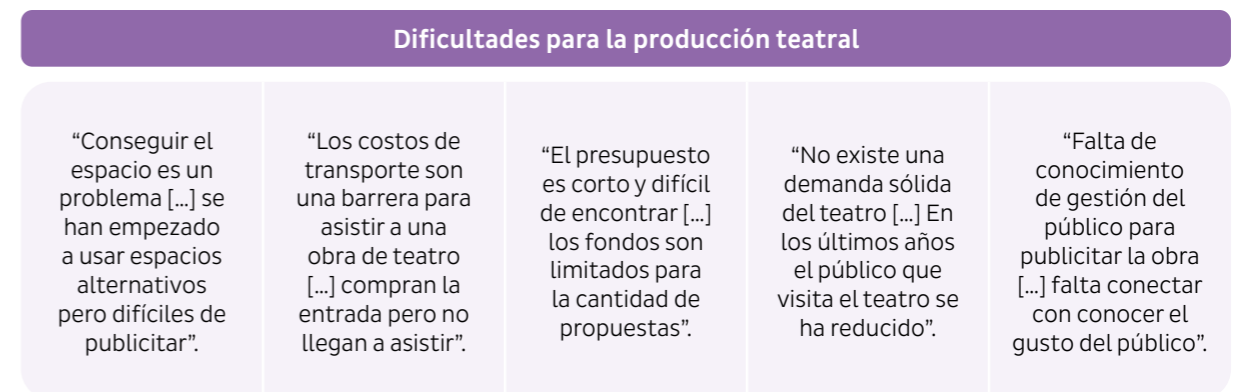 Dificultades para la producción teatral
“Conseguir el
espacio es un
problema [...] se
han empezado
a usar espacios
alternativos
pero difíciles de
publicitar”.
“Los costos de
transporte son
una barrera para
asistir a una
obra de teatro
[...] compran la
entrada pero no
llegan a asistir”.
“El presupuesto
es corto y difícil
de encontrar [...]
los fondos son
limitados para
la cantidad de
propuestas”.
“No existe una
demanda sólida
del teatro [...] En
los últimos años
el público que
visita el teatro se
ha reducido”.
“Falta de
conocimiento
de gestión del
público para
publicitar la obra
[...] falta conectar
con conocer el
gusto del público”.